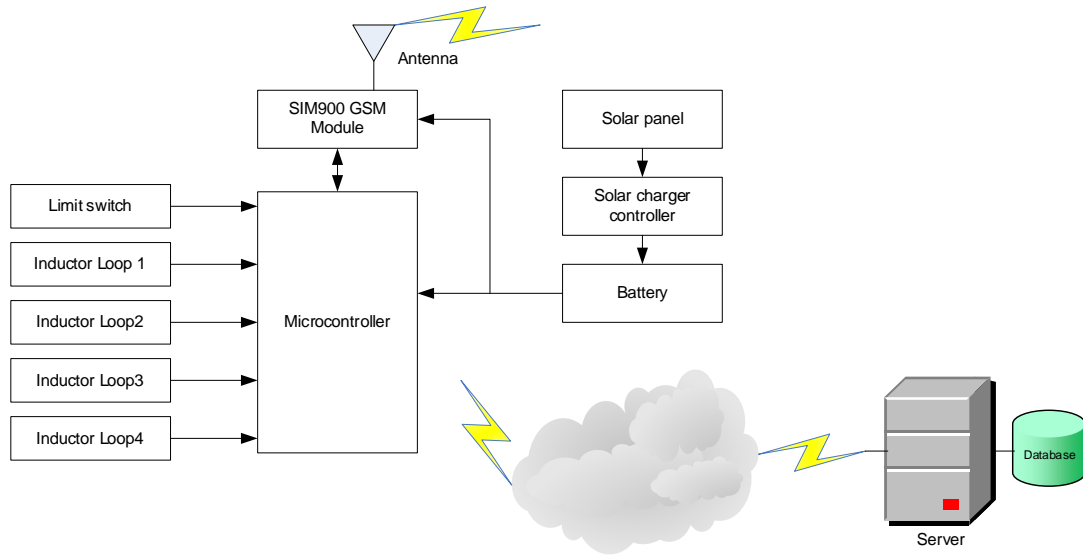 Antenna
SIM900 GSM
Module
Solar panel
Solar charger
controller
Battery
Limit switch
Inductor Loop 1
Inductor Loop2
Inductor Loop3
Inductor Loop4
Microcontroller
Database
Server